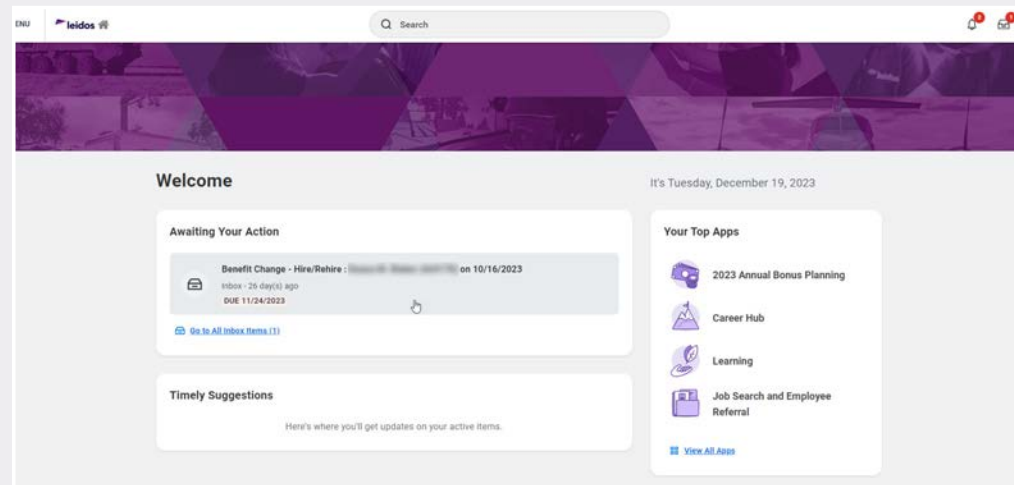 ENU
leidos
Search
Welcome
It's Tuesday, December 19, 2023
Awaiting Your Action
Benefit Change - Hire/Rehire : on 10/16/2023
Inbox - 26 day(s) ago
DUE 11/24/2023
Go to All Inbox Items (1)
Timely Suggestions
Here's where you'll get updates on your active items.
Your Top Apps
2023 Annual Bonus Planning
Career Hub
Learning
Job Search and Employee
Referral
View All Apps